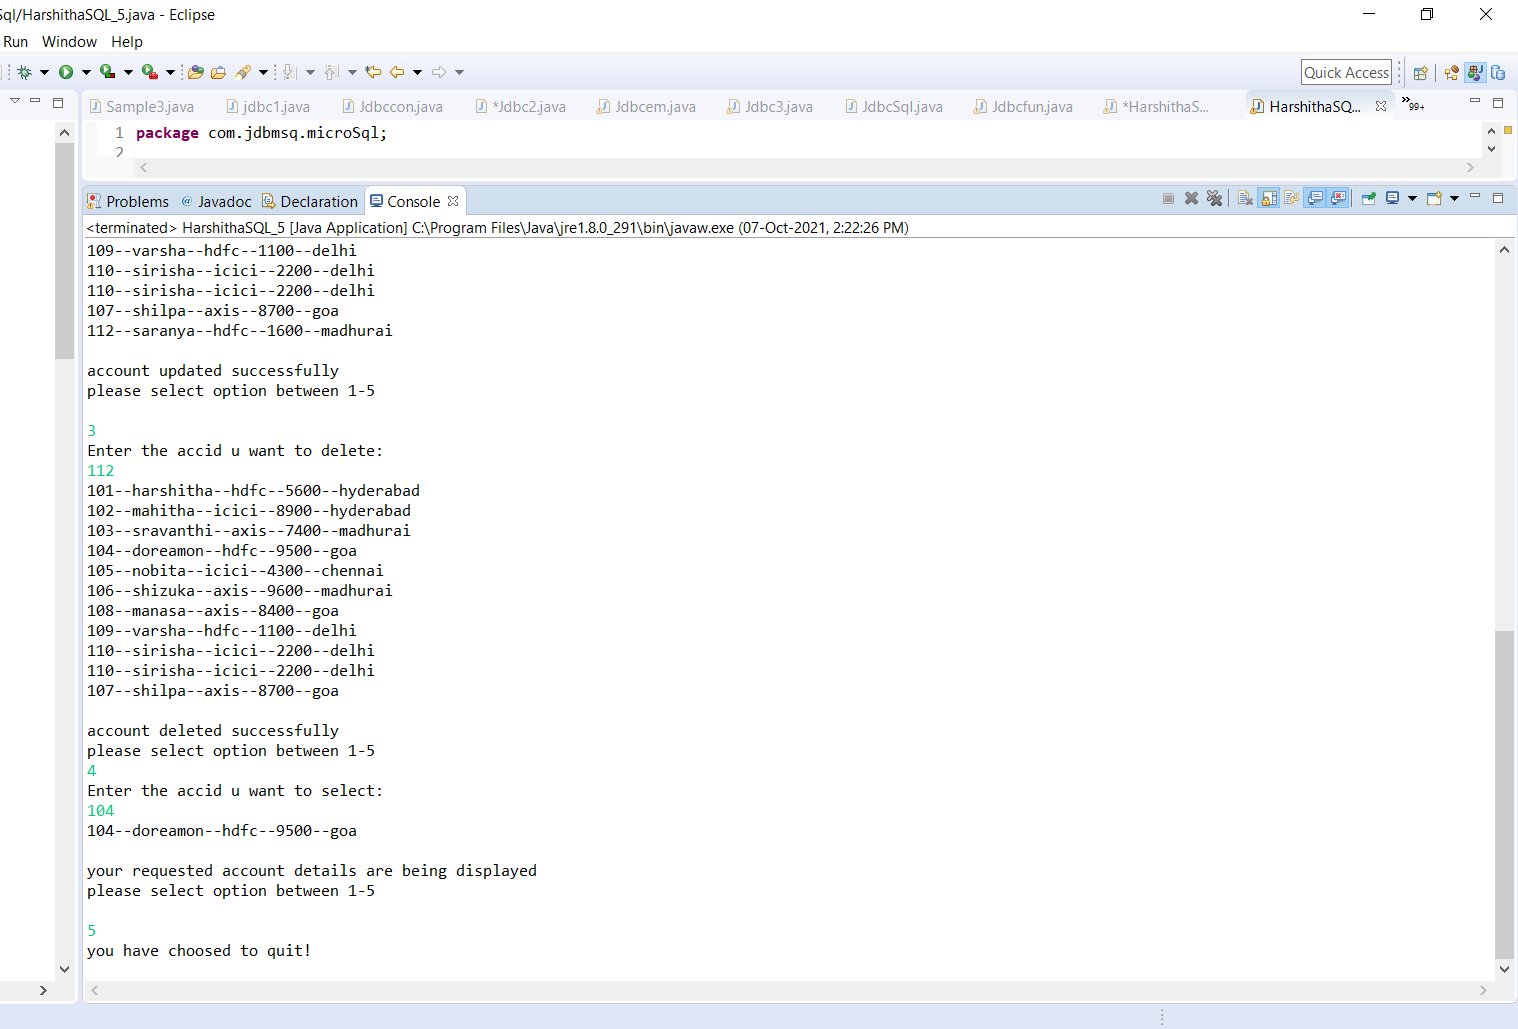 Sql/HarshithaSQL_5.java - Eclipse
Run Window Help
Quick Access
Sample3.java jdbc1.java Jdbccon.java *Jdbc2.java Jdbcem.java Jdbc3.java JdbcSql.java Jdbcfun.java *HarshithaS... HarshithaSQ... »99+
1 package com.jdbmsq.microSql;
2
Problems @ Javadoc Declaration Console
<terminated> HarshithaSQL_5 [Java Application] C:\Program Files\Java\jre1.8.0_291\bin\javaw.exe (07-Oct-2021, 2:22:26 PM)
109--varsha--hdfc--1100--delhi
110--sirisha--icici--2200--delhi
110--sirisha--icici--2200--delhi
107--shilpa--axis--8700--goa
112--saranya--hdfc--1600--madhurai
account updated successfully
please select option between 1-5
3
Enter the accid u want to delete:
112
101--harshitha--hdfc--5600--hyderabad
102--mahitha--icici--8900--hyderabad
103--sravanthi--axis--7400--madhurai
104--doreamon--hdfc--9500--goa
105--nobita--icici--4300--chennai
106--shizuka--axis--9600--madhurai
108--manasa--axis--8400--goa
109--varsha--hdfc--1100--delhi
110--sirisha--icici--2200--delhi
110--sirisha--icici--2200--delhi
107--shilpa--axis--8700--goa
account deleted successfully
please select option between 1-5
4
Enter the accid u want to select:
104
104--doreamon--hdfc--9500--goa
your requested account details are being displayed
please select option between 1-5
5
you have choosed to quit!